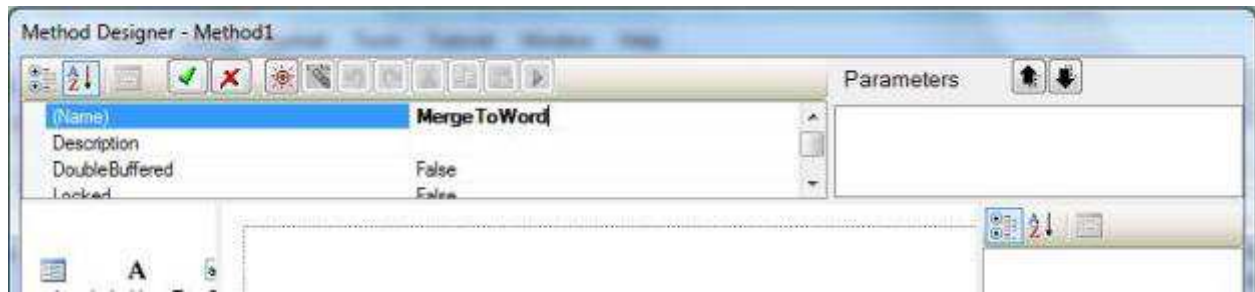 Method Designer - Method1
Parameters
(Name) MergeToWord
Description
DoubleBuffered False
Locked False
A